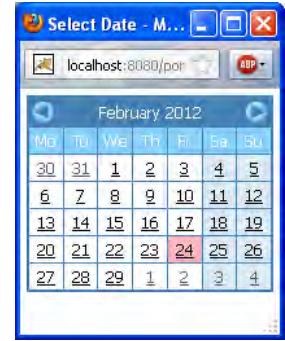 Select Date - M...
localhost:8080/por
ABP
February 2012
Mo Tu We Th Fr Sa Su
30 31 1 2 3 4 5
6 7 8 9 10 11 12
13 14 15 16 17 18 19
20 21 22 23 24 25 26
27 28 29 1 2 3 4